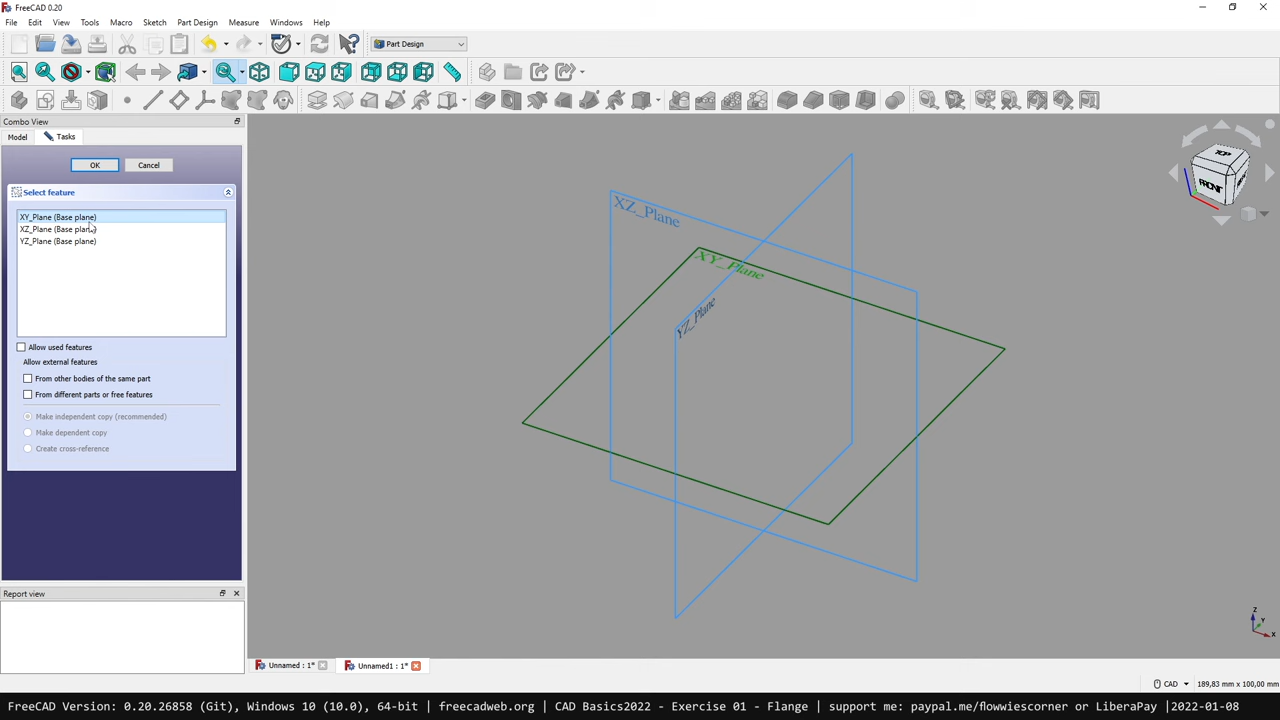 FreeCAD 0.20
File Edit View Tools Macro Sketch Part Design Measure Windows Help
Part Design
Combo View
Model Tasks
OK Cancel
Select feature
XY_Plane (Base plane)
XZ_Plane (Base plane)
YZ_Plane (Base plane)
Allow used features
Allow external features
From other bodies of the same part
From different parts or free features
Make independent copy (recommended)
Make dependent copy
Create cross-reference
XZ_Plane
XY_Plane
YZ_Plane
TOP
FRONT
RIGHT
Z
Y
X
Report view
Unnamed : 1* Unnamed1 : 1*
CAD 189,83 mm x 100,00 mm
FreeCAD Version: 0.20.26858 (Git), Windows 10 (10.0), 64-bit | freecadweb.org | CAD Basics2022 - Exercise 01 - Flange | support me: paypal.me/flowwiescorner or LiberaPay |2022-01-08